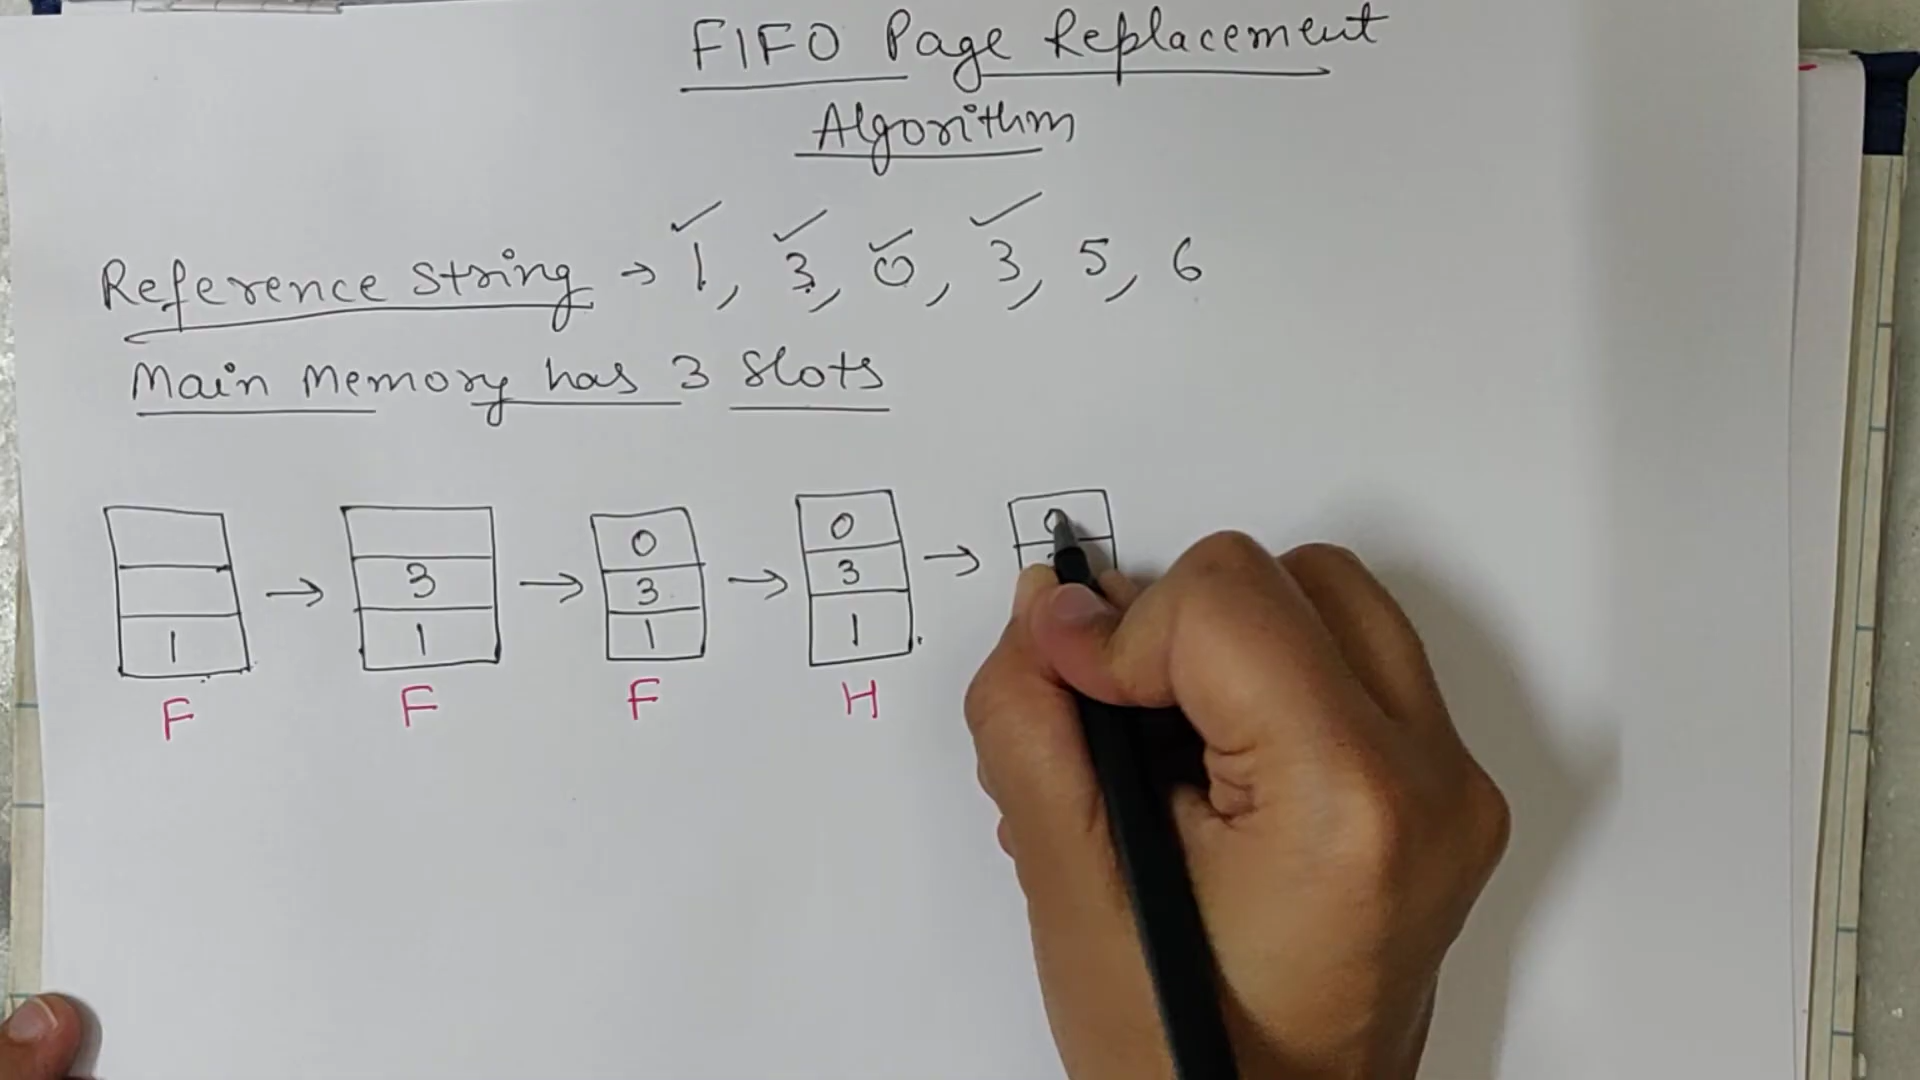 FIFO Page Replacement
Algorithm
Reference String → 1, 3, 0, 3, 5, 6
Main Memory has 3 Slots
0 0 0
3 3 3
1 1 1 1
F F F H